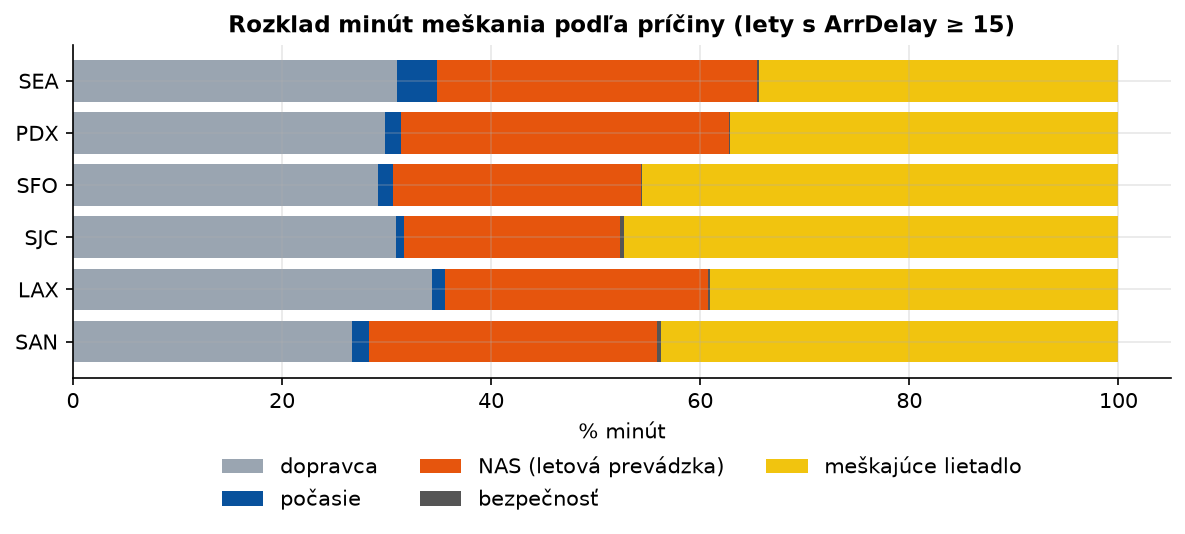 Rozklad minút meškania podľa príčiny (lety s ArrDelay ≥ 15)
SEA
PDX
SFO
SJC
LAX
SAN
0 20 40 60 80 100
% minút
dopravca NAS (letová prevádzka) meškajúce lietadlo
počasie bezpečnosť